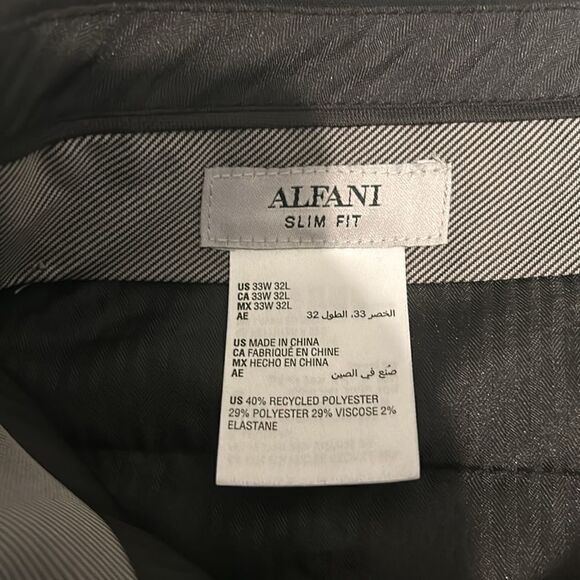 ALFANI
SLIM FIT
US 33W 32L
CA 33W 32L
MX 33W 32L
AE الخصر 33، الطول 32
US MADE IN CHINA
CA FABRIQUÉ EN CHINE
MX HECHO EN CHINA
AE صُنع في الصين
US 40% RECYCLED POLYESTER
29% POLYESTER 29% VISCOSE 2%
ELASTANE